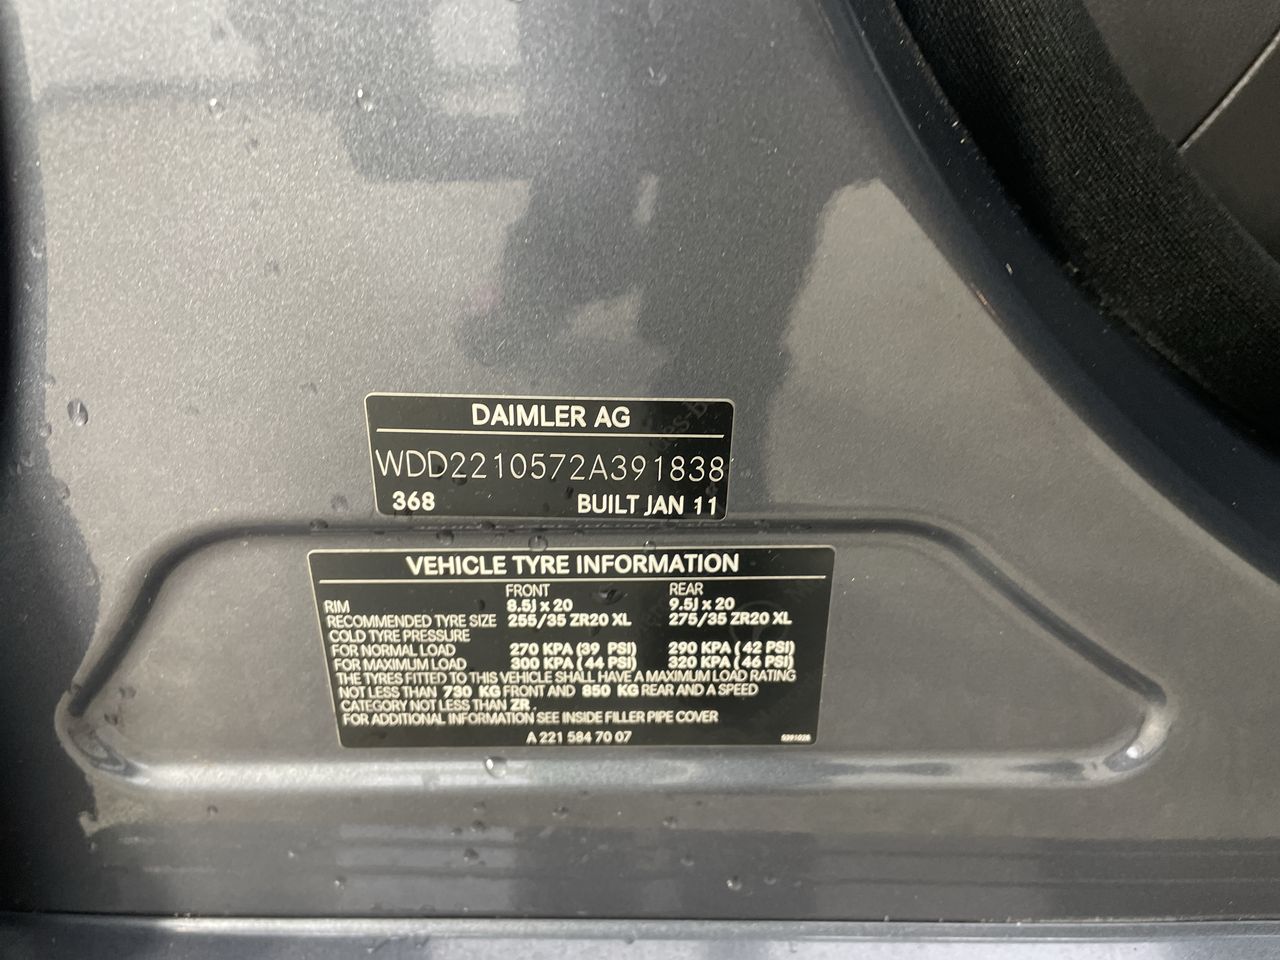 DAIMLER AG
WDD2210572A391838
368 BUILT JAN 11
VEHICLE TYRE INFORMATION
FRONT REAR
RIM 8.5J x 20 9.5J x 20
RECOMMENDED TYRE SIZE 255/35 ZR20 XL 275/35 ZR20 XL
COLD TYRE PRESSURE
FOR NORMAL LOAD 270 KPA (39 PSI) 290 KPA (42 PSI)
FOR MAXIMUM LOAD 300 KPA (44 PSI) 320 KPA (46 PSI)
THE TYRES FITTED TO THIS VEHICLE SHALL HAVE A MAXIMUM LOAD RATING
NOT LESS THAN 730 KG FRONT AND 850 KG REAR AND A SPEED
CATEGORY NOT LESS THAN ZR .
FOR ADDITIONAL INFORMATION SEE INSIDE FILLER PIPE COVER
A 221 584 70 07